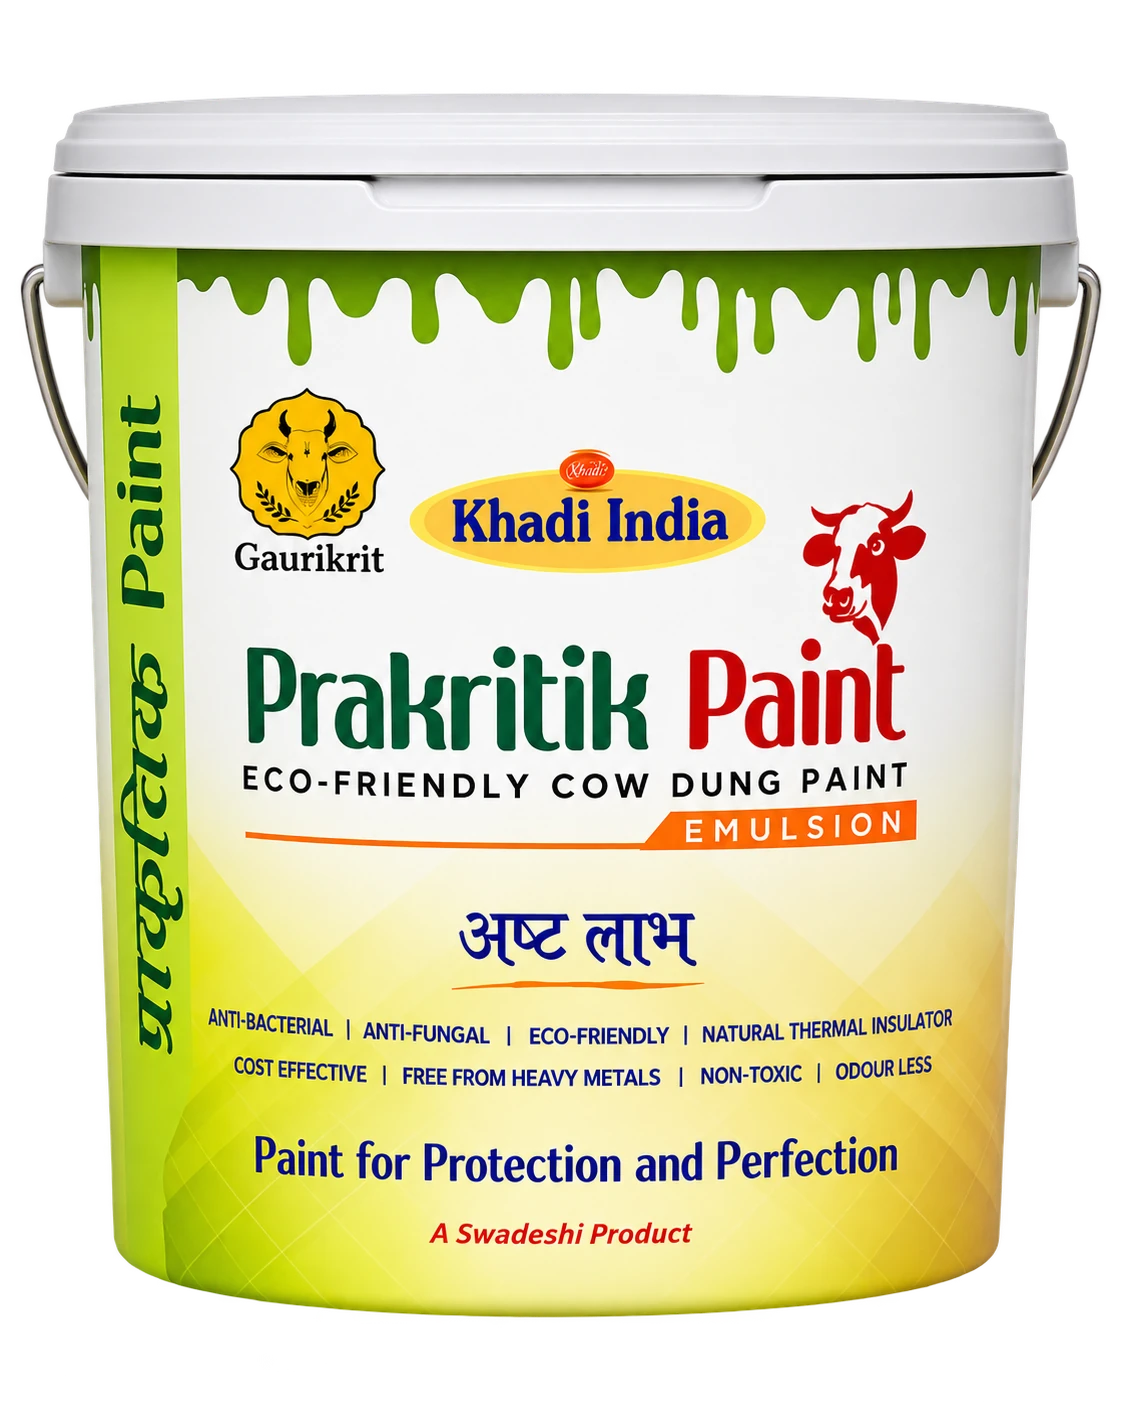 Gaurikrit
Khadi
Khadi India
Prakritik Paint
ECO-FRIENDLY COW DUNG PAINT
EMULSION
अष्ट लाभ
ANTI-BACTERIAL | ANTI-FUNGAL | ECO-FRIENDLY | NATURAL THERMAL INSULATOR
COST EFFECTIVE | FREE FROM HEAVY METALS | NON-TOXIC | ODOUR LESS
Paint for Protection and Perfection
A Swadeshi Product
Paint